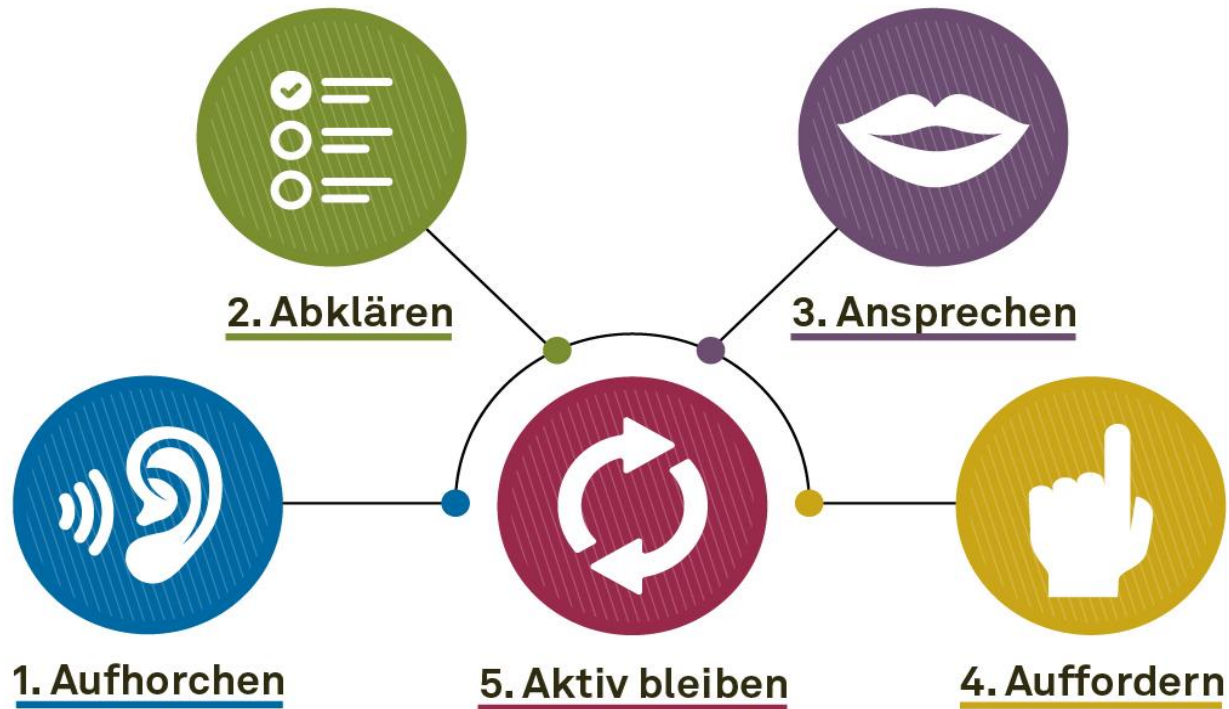 2. Abklären
3. Ansprechen
1. Aufhorchen
5. Aktiv bleiben
4. Auffordern